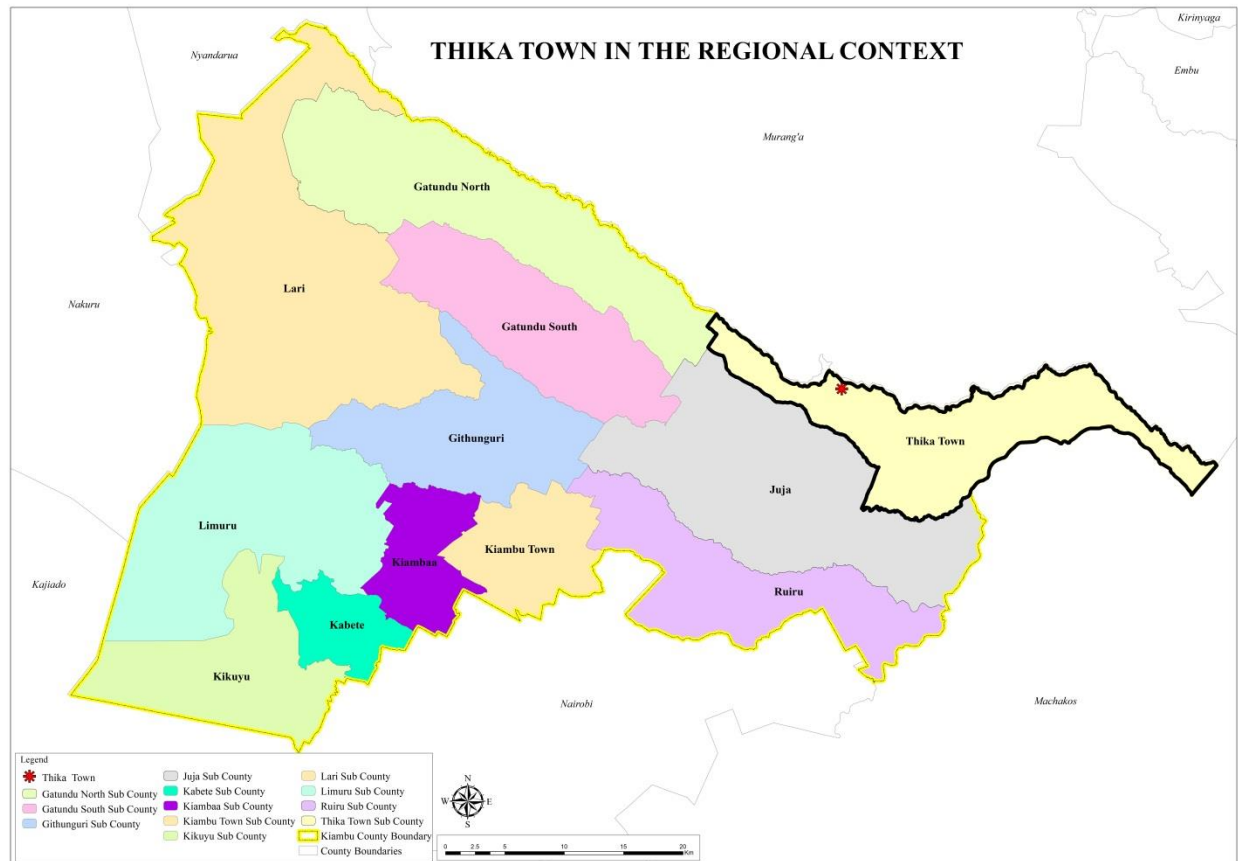 THIKA TOWN IN THE REGIONAL CONTEXT
Kirinyaga
Nyandarua
Embu
Murang'a
Gatundu North
Lari
Nakuru
Gatundu South
Thika Town
Githunguri
Juja
Limuru
Kiambu Town
Kiambaa
Kajiado
Ruiru
Kabete
Kikuyu
Nairobi
Machakos
Legend
Thika Town
Gatundu North Sub County
Gatundu South Sub County
Githunguri Sub County
Juja Sub County
Kabete Sub County
Kiambaa Sub County
Kiambu Town Sub County
Kikuyu Sub County
Lari Sub County
Limuru Sub County
Ruiru Sub County
Thika Town Sub County
Kiambu County Boundary
County Boundaries
N
W E
S
0 2.5 5 10 15 20
Km